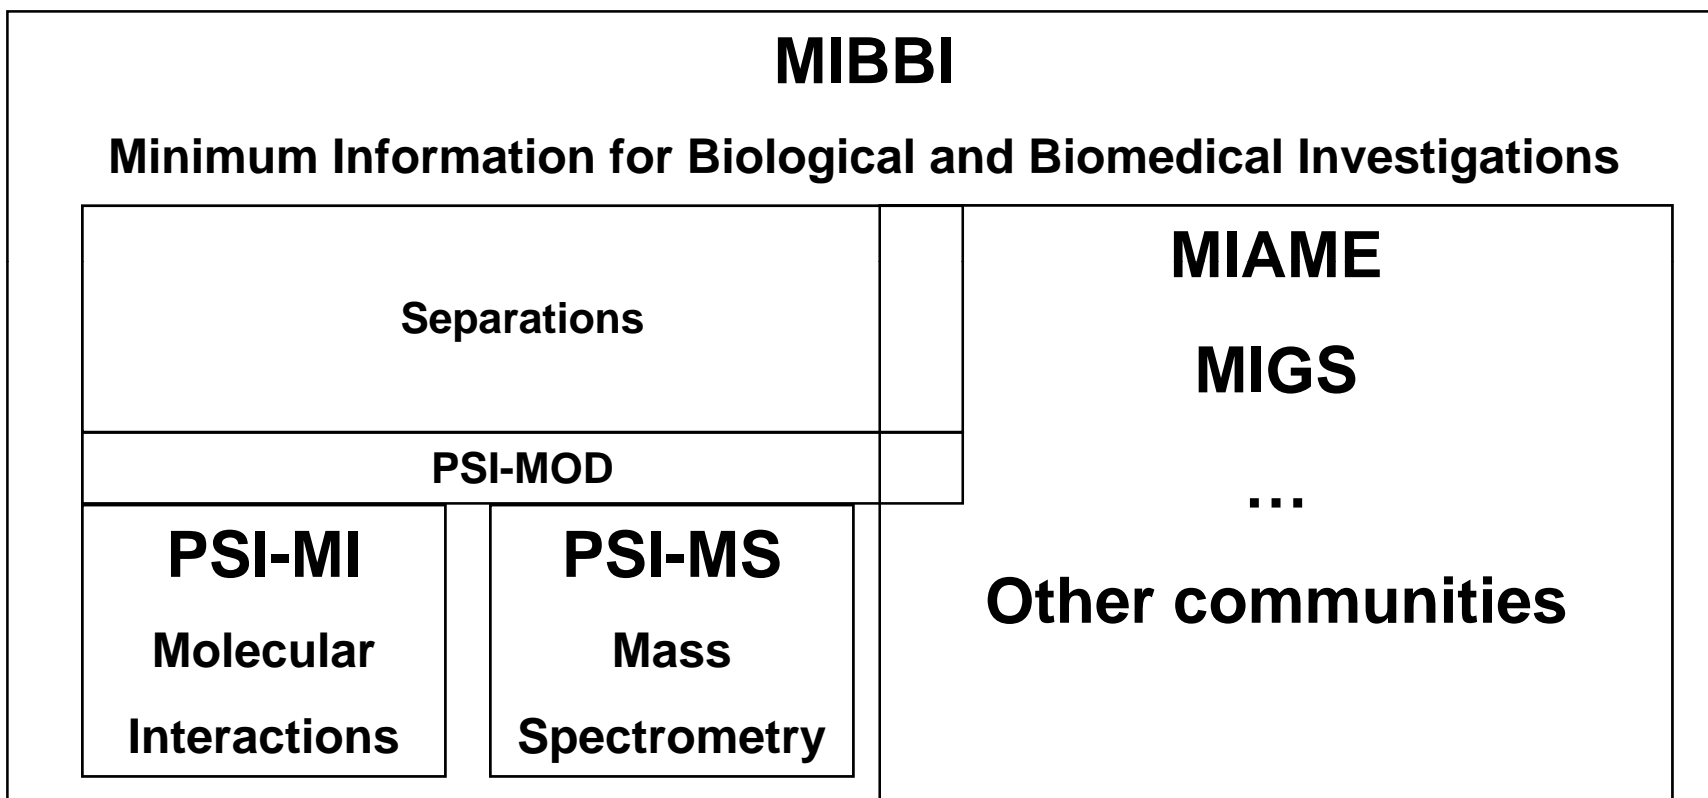 MIBBI
Minimum Information for Biological and Biomedical Investigations
Separations
PSI-MOD
PSI-MI
Molecular
Interactions
PSI-MS
Mass
Spectrometry
MIAME
MIGS
…
Other communities